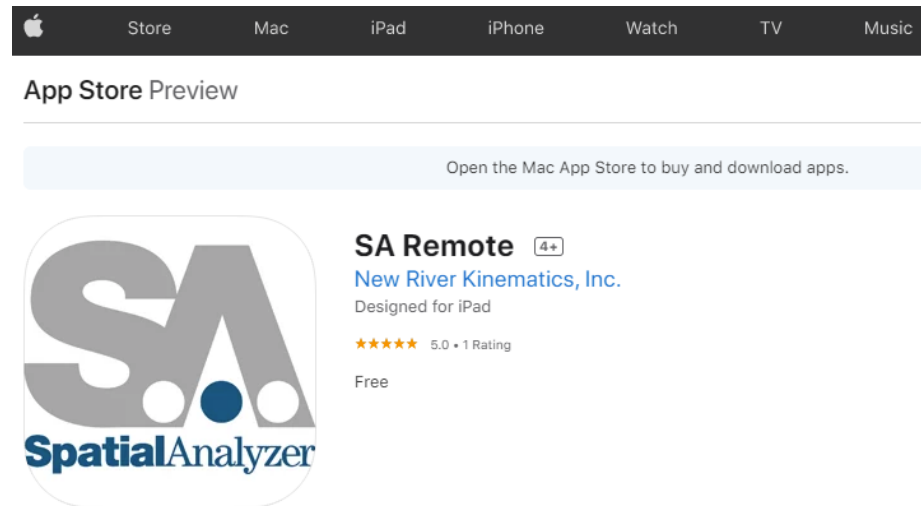 Store Mac iPad iPhone Watch TV Music
App Store Preview
Open the Mac App Store to buy and download apps.
SA Remote 4+
New River Kinematics, Inc.
Designed for iPad
5.0 • 1 Rating
Free
SA
SpatialAnalyzer